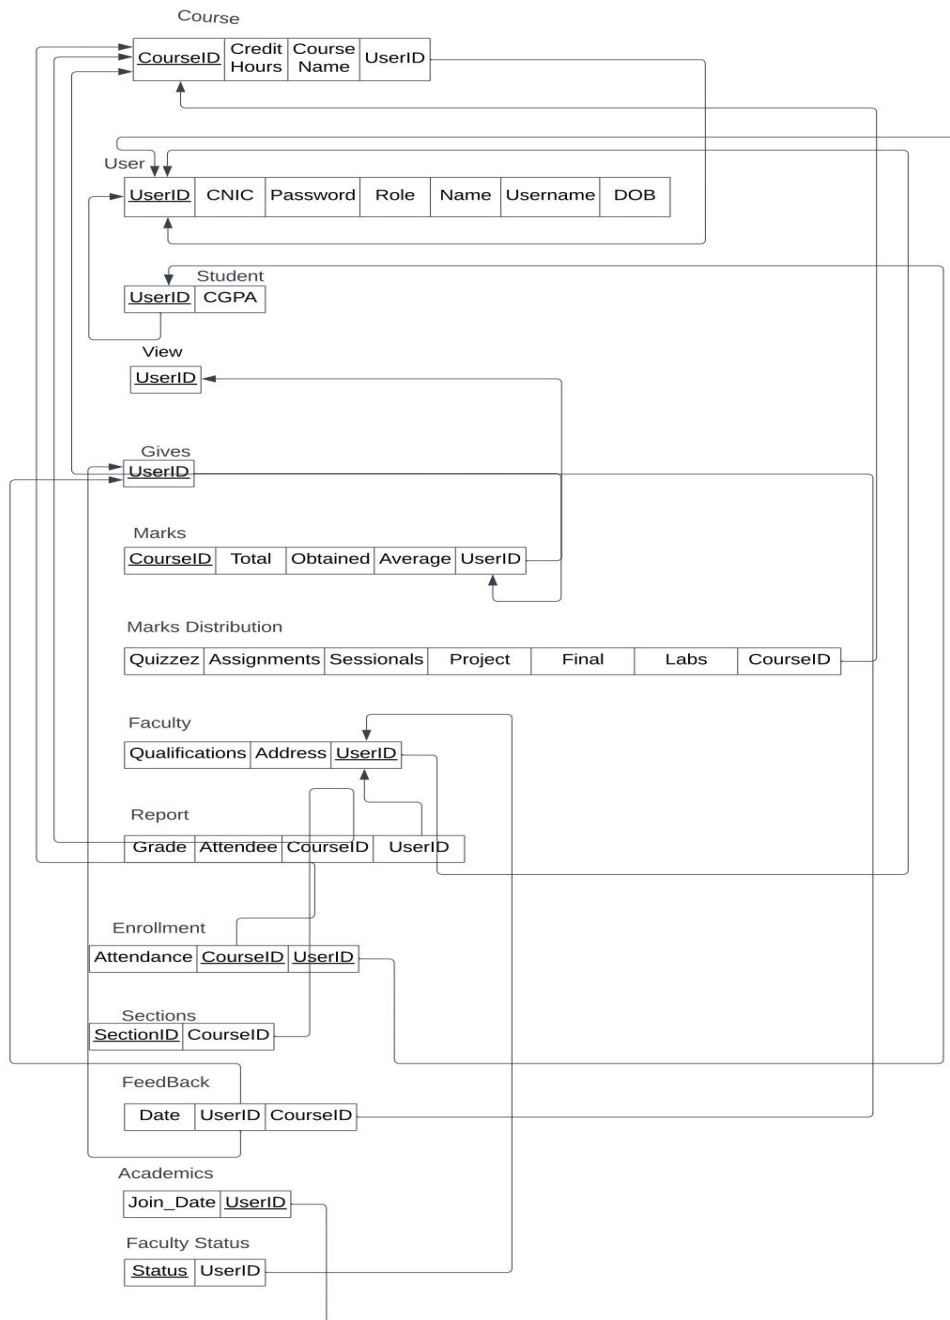 Course
CourseID Credit Hours Course Name UserID
User
UserID CNIC Password Role Name Username DOB
Student
UserID CGPA
View
UserID
Gives
UserID
Marks
CourseID Total Obtained Average UserID
Marks Distribution
Quizzez Assignments Sessionals Project Final Labs CourseID
Faculty
Qualifications Address UserID
Report
Grade Attendee CourseID UserID
Enrollment
Attendance CourseID UserID
Sections
SectionID CourseID
FeedBack
Date UserID CourseID
Academics
Join_Date UserID
Faculty Status
Status UserID